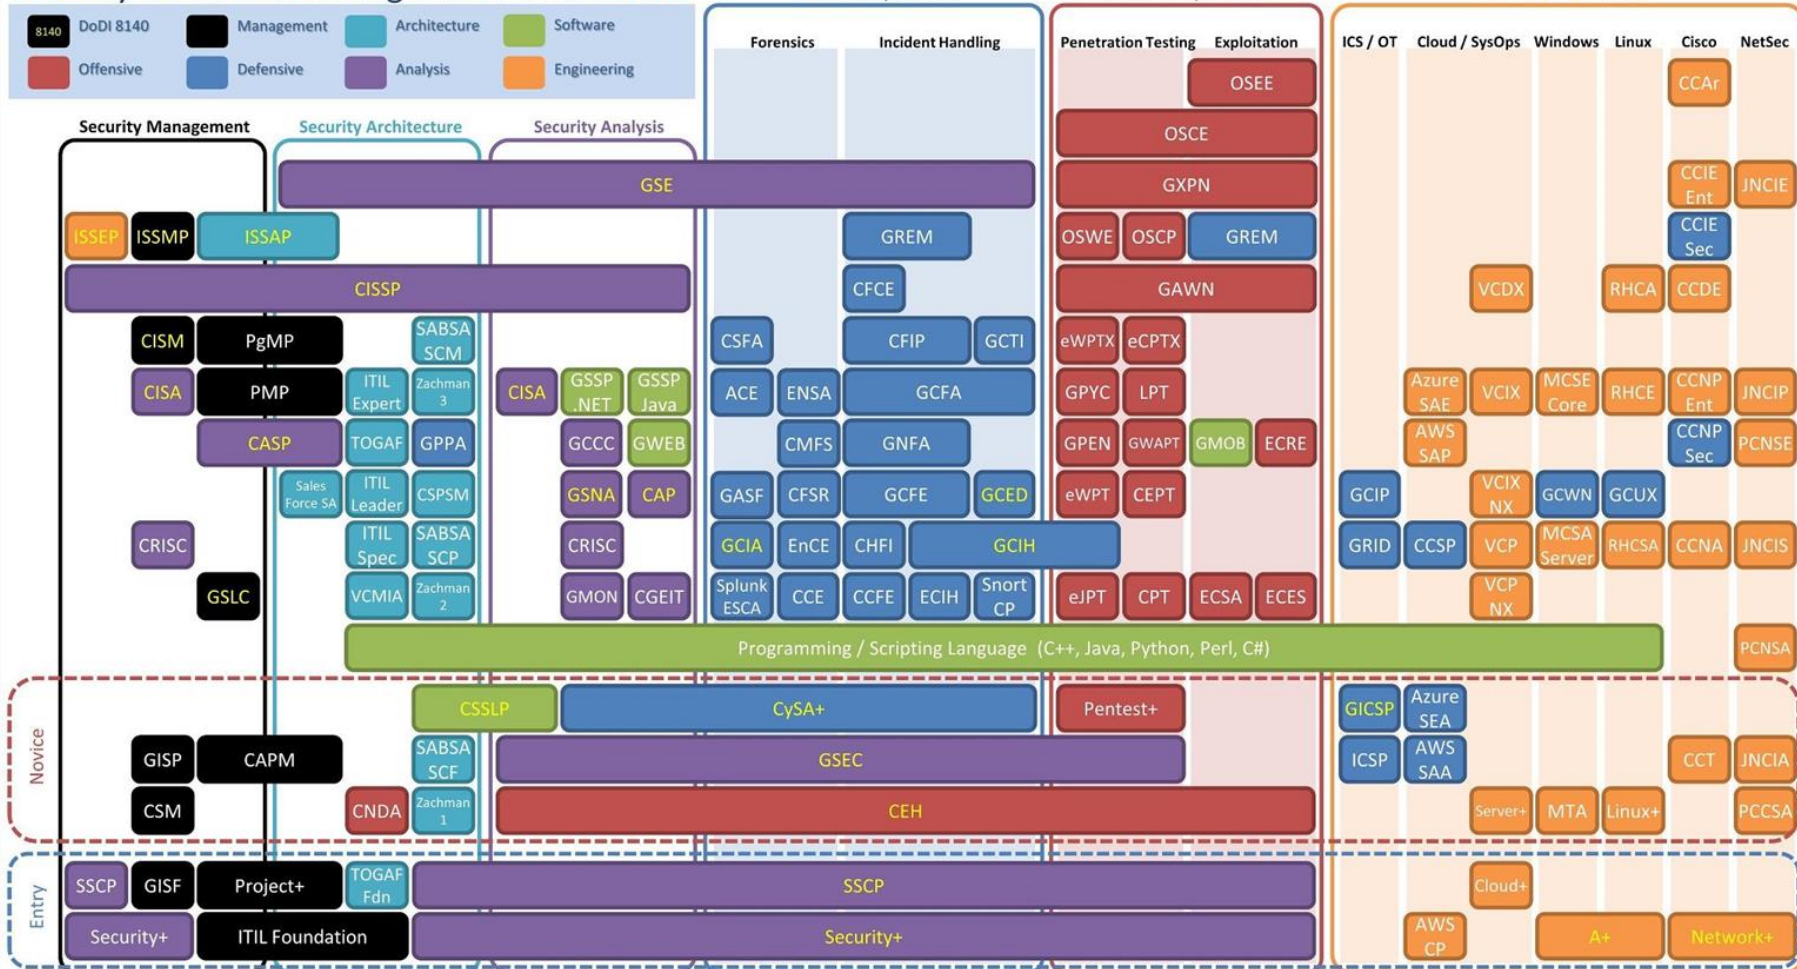 8140 DoDI 8140 Management Architecture Software
Offensive Defensive Analysis Engineering
Forensics Incident Handling Penetration Testing Exploitation ICS / OT Cloud / SysOps Windows Linux Cisco NetSec
OSEE CCAr
Security Management Security Architecture Security Analysis OSCE
GSE GXPN CCIE Ent JNCIE
ISSEP ISSMP ISSAP GREM OSWE OSCP GREM CCIE Sec
CISSP CFCE GAWN VCDX RHCA CCDE
CISM PgMP SABSA SCM CSFA CFIP GCTI eWPTX eCPTX
CISA PMP ITIL Expert Zachman 3 CISA GSSP .NET GSSP Java ACE ENSA GCFA GPYC LPT Azure SAE VCIX MCSE Core RHCE CCNP Ent JNCIP
CASP TOGAF GPPA GCCC GWEB CMFS GNFA GPEN GWAPT GMOB ECRE AWS SAP CCNP Sec PCNSE
Sales Force SA ITIL Leader CSPSM GSNA CAP GASF CFSR GCFE GCED eWPT CEPT GCIP VCIX NX GCWN GCUX
CRISC ITIL Spec SABSA SCP CRISC GCIA EnCE CHFI GCIH GRID CCSP VCP MCSA Server RHCSA CCNA JNCIS
GSLC VCMIA Zachman 2 GMON CGEIT Splunk ESCA CCE CCFE ECIH Snort CP eJPT CPT ECSA ECES VCP NX
Programming / Scripting Language (C++, Java, Python, Perl, C#) PCNSA
Novice
CSSLP CySA+ Pentest+ GICSP Azure SEA
GISP CAPM SABSA SCF GSEC ICSP AWS SAA CCT JNCIA
CSM CNDA Zachman 1 CEH Server+ MTA Linux+ PCCSA
Entry
SSCP GISF Project+ TOGAF Fdn SSCP Cloud+
Security+ ITIL Foundation Security+ AWS CP A+ Network+